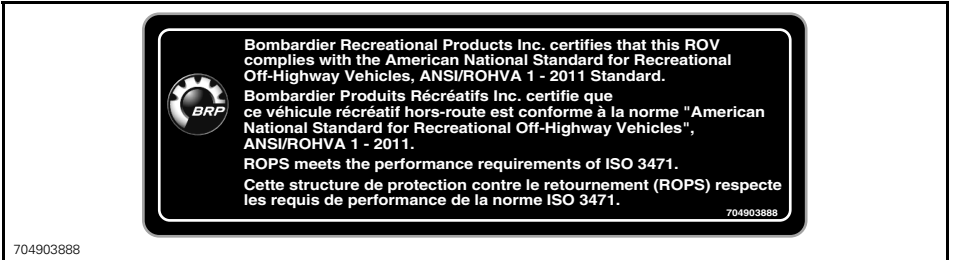 Bombardier Recreational Products Inc. certifies that this ROV
complies with the American National Standard for Recreational
Off-Highway Vehicles, ANSI/ROHVA 1 - 2011 Standard.
Bombardier Produits Récréatifs Inc. certifie que
ce véhicule récréatif hors-route est conforme à la norme "American
National Standard for Recreational Off-Highway Vehicles",
ANSI/ROHVA 1 - 2011.
BRP
ROPS meets the performance requirements of ISO 3471.
Cette structure de protection contre le retournement (ROPS) respecte
les requis de performance de la norme ISO 3471.
704903888
704903888